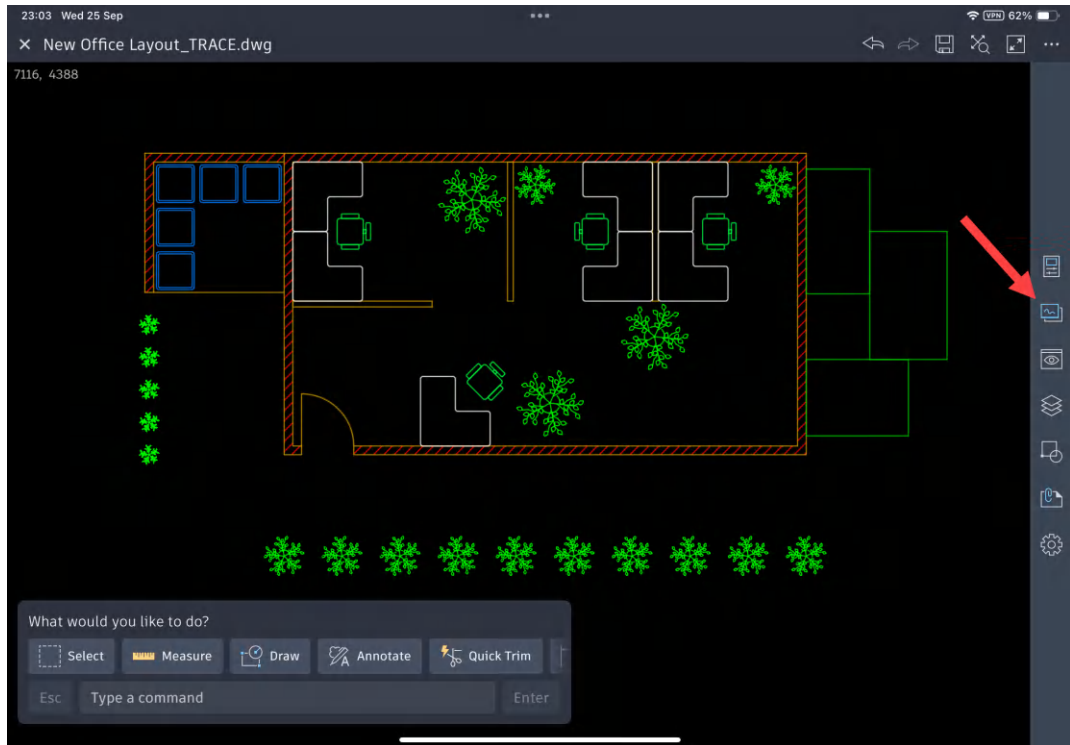 23:03 Wed 25 Sep
VPN 62%
New Office Layout_TRACE.dwg
7116, 4388
What would you like to do?
Select Measure Draw Annotate Quick Trim
Esc Type a command Enter